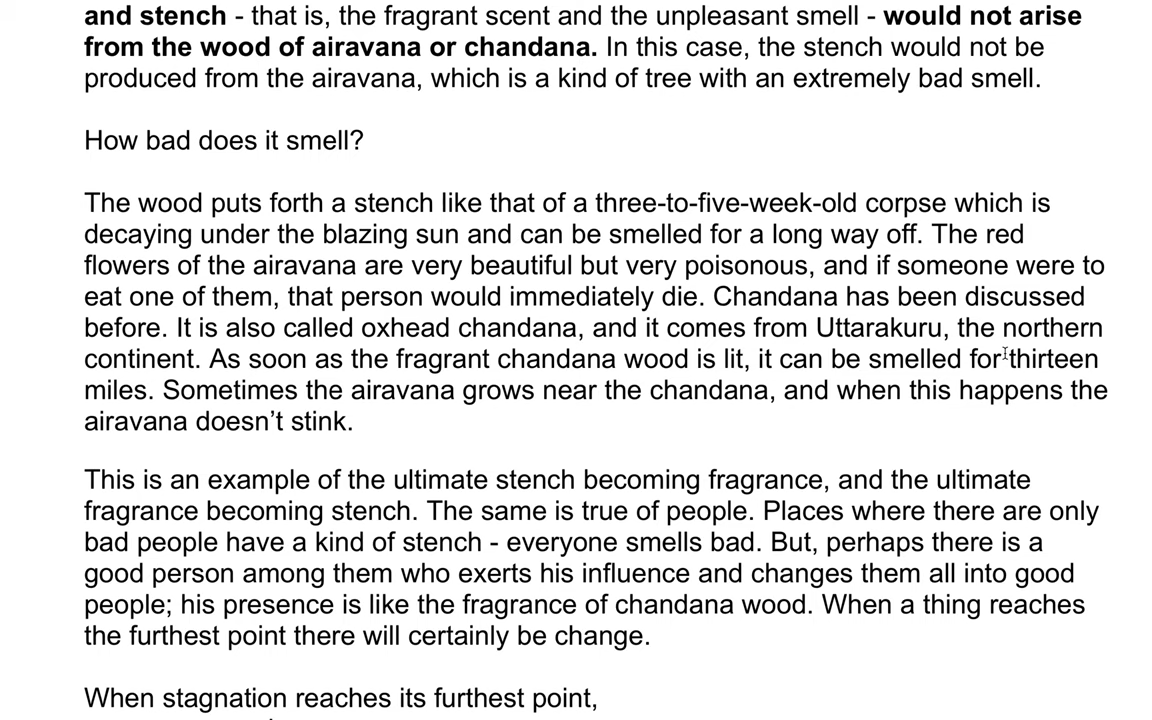 and stench - that is, the fragrant scent and the unpleasant smell - would not arise
from the wood of airavana or chandana. In this case, the stench would not be
produced from the airavana, which is a kind of tree with an extremely bad smell.
How bad does it smell?
The wood puts forth a stench like that of a three-to-five-week-old corpse which is
decaying under the blazing sun and can be smelled for a long way off. The red
flowers of the airavana are very beautiful but very poisonous, and if someone were to
eat one of them, that person would immediately die. Chandana has been discussed
before. It is also called oxhead chandana, and it comes from Uttarakuru, the northern
continent. As soon as the fragrant chandana wood is lit, it can be smelled for thirteen
miles. Sometimes the airavana grows near the chandana, and when this happens the
airavana doesn’t stink.
This is an example of the ultimate stench becoming fragrance, and the ultimate
fragrance becoming stench. The same is true of people. Places where there are only
bad people have a kind of stench - everyone smells bad. But, perhaps there is a
good person among them who exerts his influence and changes them all into good
people; his presence is like the fragrance of chandana wood. When a thing reaches
the furthest point there will certainly be change.
When stagnation reaches its furthest point,